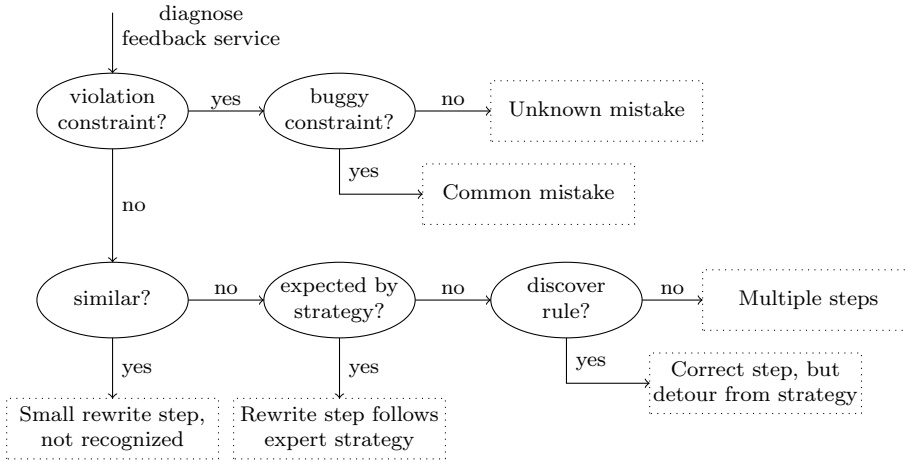 diagnose
feedback service
violation
constraint?
yes
buggy
constraint?
no
Unknown mistake
yes
Common mistake
no
similar?
no
expected by
strategy?
no
discover
rule?
no
Multiple steps
yes
Small rewrite step,
not recognized
yes
Rewrite step follows
expert strategy
yes
Correct step, but
detour from strategy